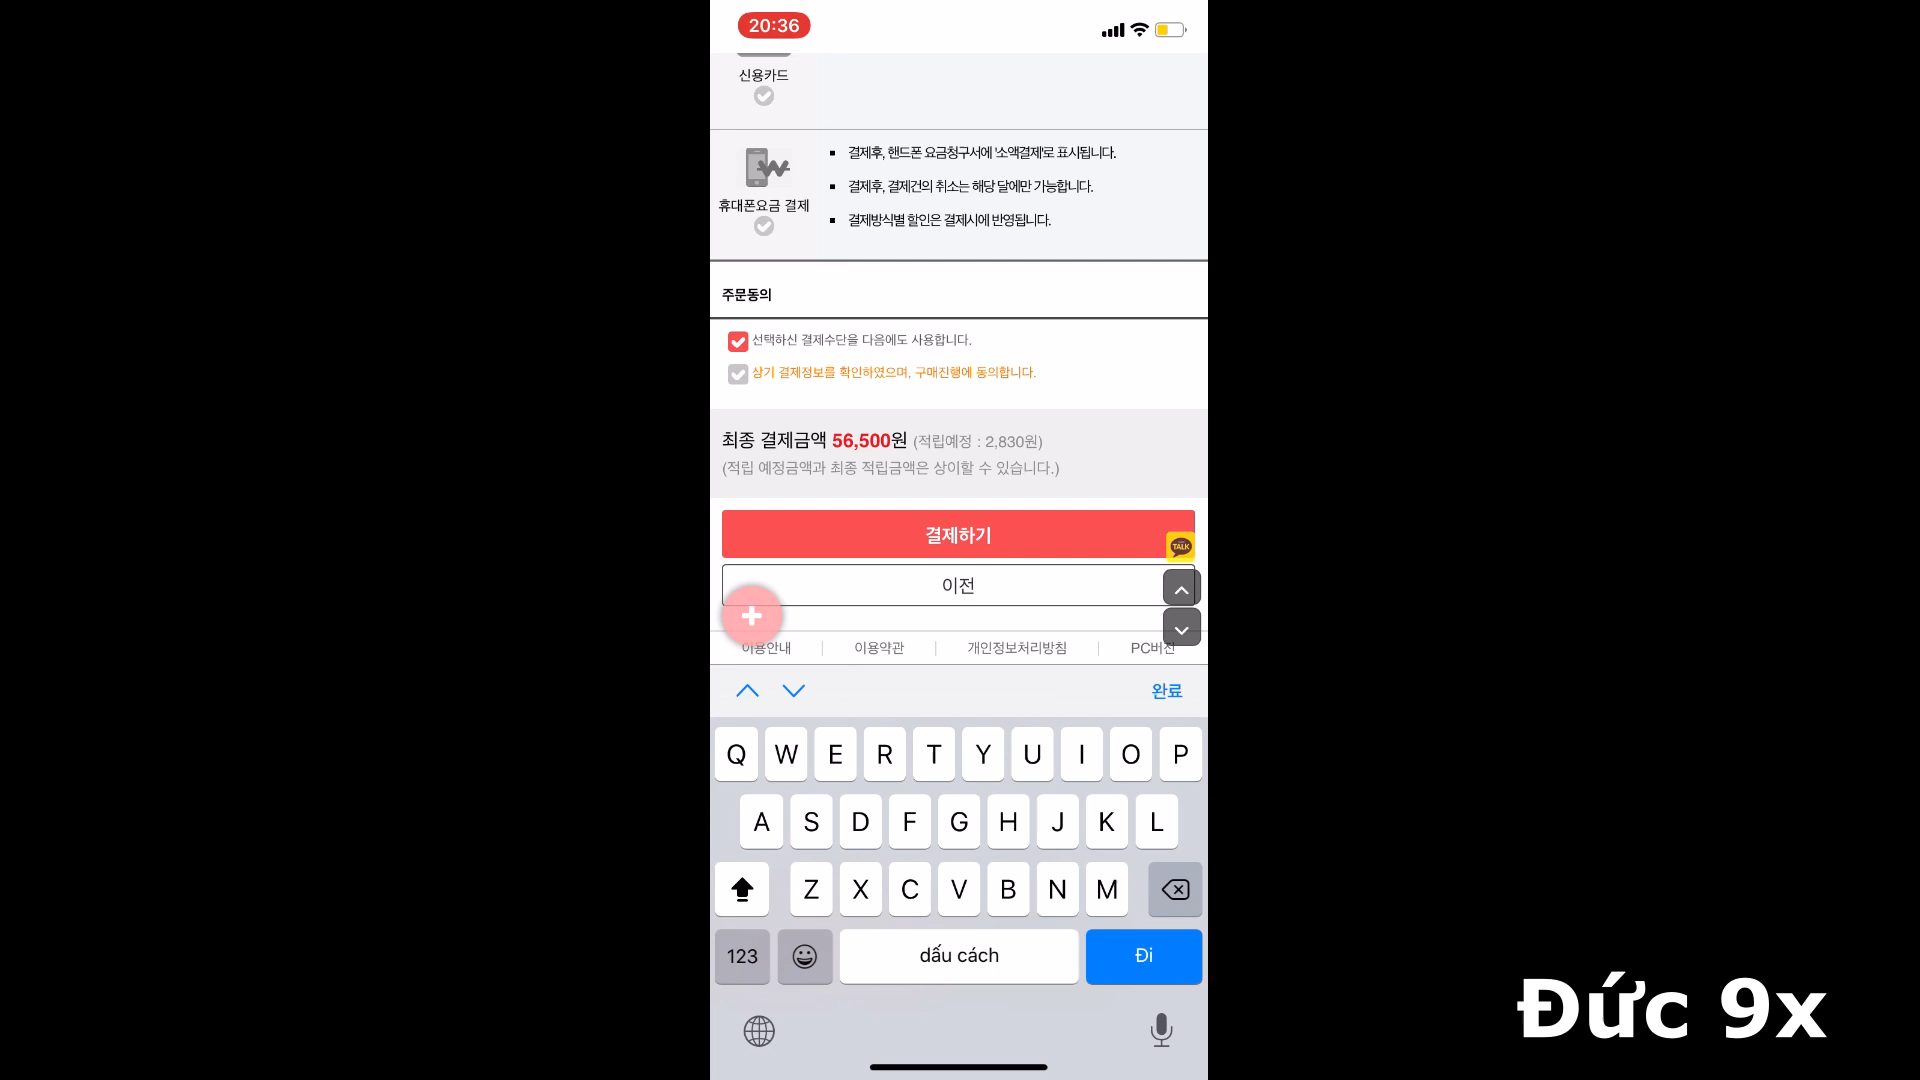 20:36
신용카드
휴대폰요금 결제
결제후, 핸드폰 요금청구서에 '소액결제'로 표시됩니다.
결제후, 결제건의 취소는 해당 달에만 가능합니다.
결제방식별 할인은 결제시에 반영됩니다.
주문동의
선택하신 결제수단을 다음에도 사용합니다.
상기 결제정보를 확인하였으며, 구매진행에 동의합니다.
최종 결제금액 56,500원 (적립예정 : 2,830원)
(적립 예정금액과 최종 적립금액은 상이할 수 있습니다.)
결제하기
TALK
이전
이용안내 이용약관 개인정보처리방침 PC버전
완료
Q W E R T Y U I O P
A S D F G H J K L
Z X C V B N M
123 dấu cách Đi
Đức 9x